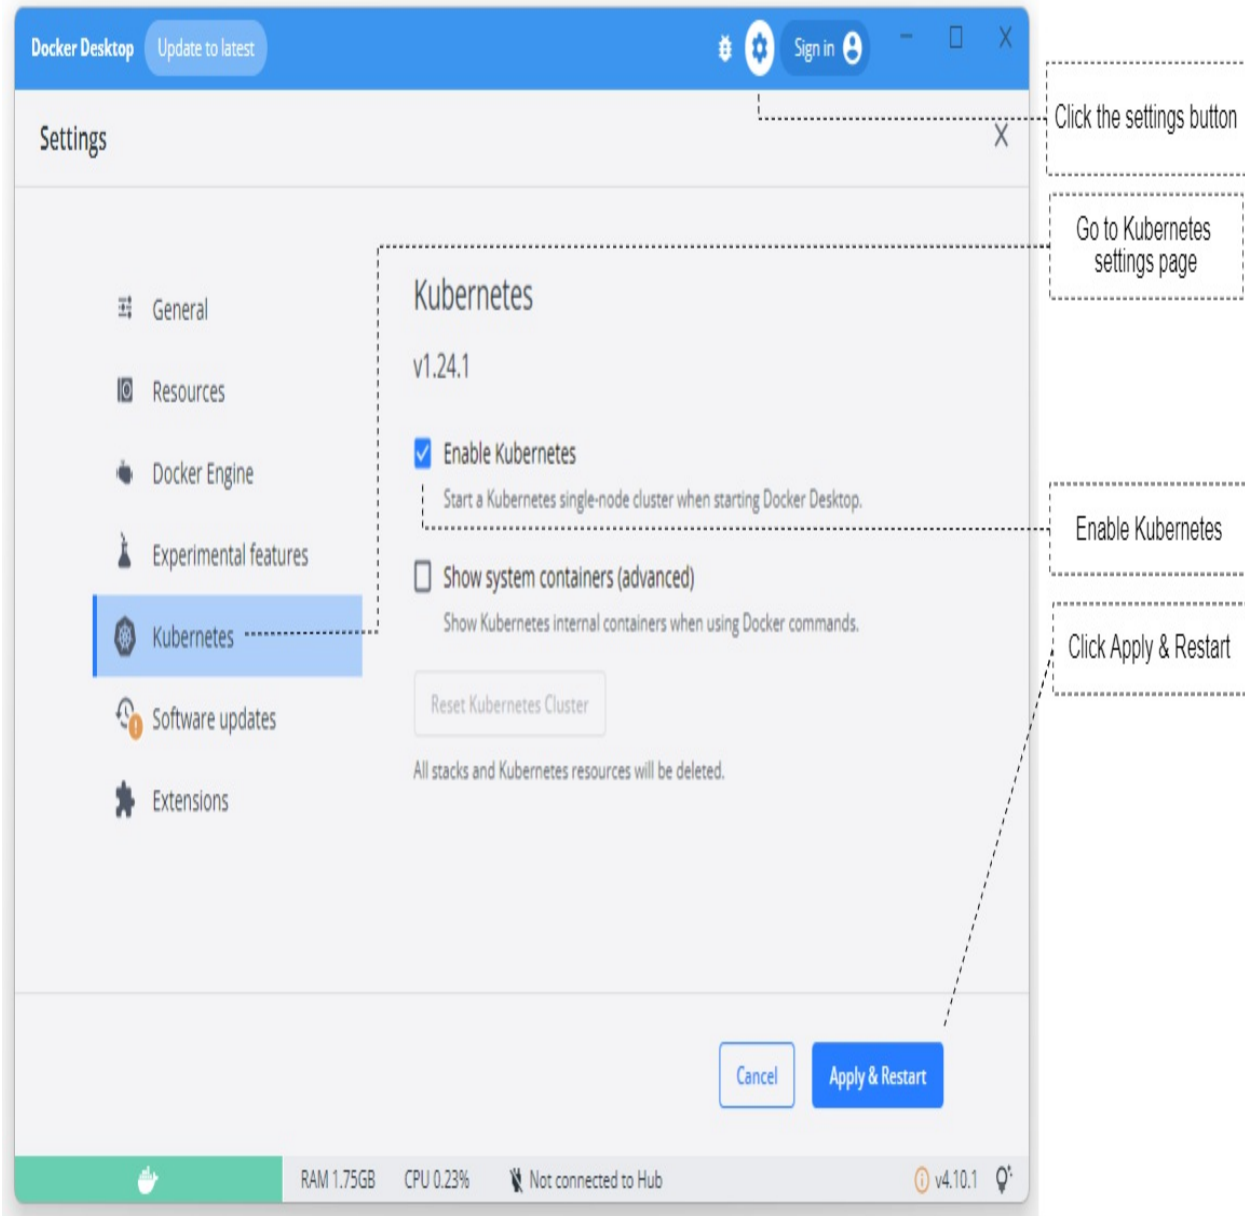 Docker Desktop Update to latest Sign in
Click the settings button
Settings
Go to Kubernetes
settings page
General
Resources
Docker Engine
Experimental features
Kubernetes
Software updates
Extensions
Kubernetes
v1.24.1
Enable Kubernetes
Start a Kubernetes single-node cluster when starting Docker Desktop.
Enable Kubernetes
Show system containers (advanced)
Show Kubernetes internal containers when using Docker commands.
Click Apply & Restart
Reset Kubernetes Cluster
All stacks and Kubernetes resources will be deleted.
Cancel Apply & Restart
RAM 1.75GB CPU 0.23% Not connected to Hub v4.10.1